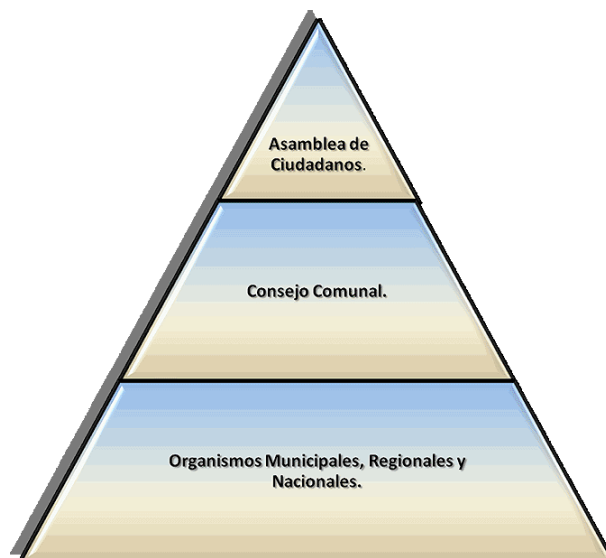 Asamblea de
Ciudadanos.
Consejo Comunal.
Organismos Municipales, Regionales y
Nacionales.